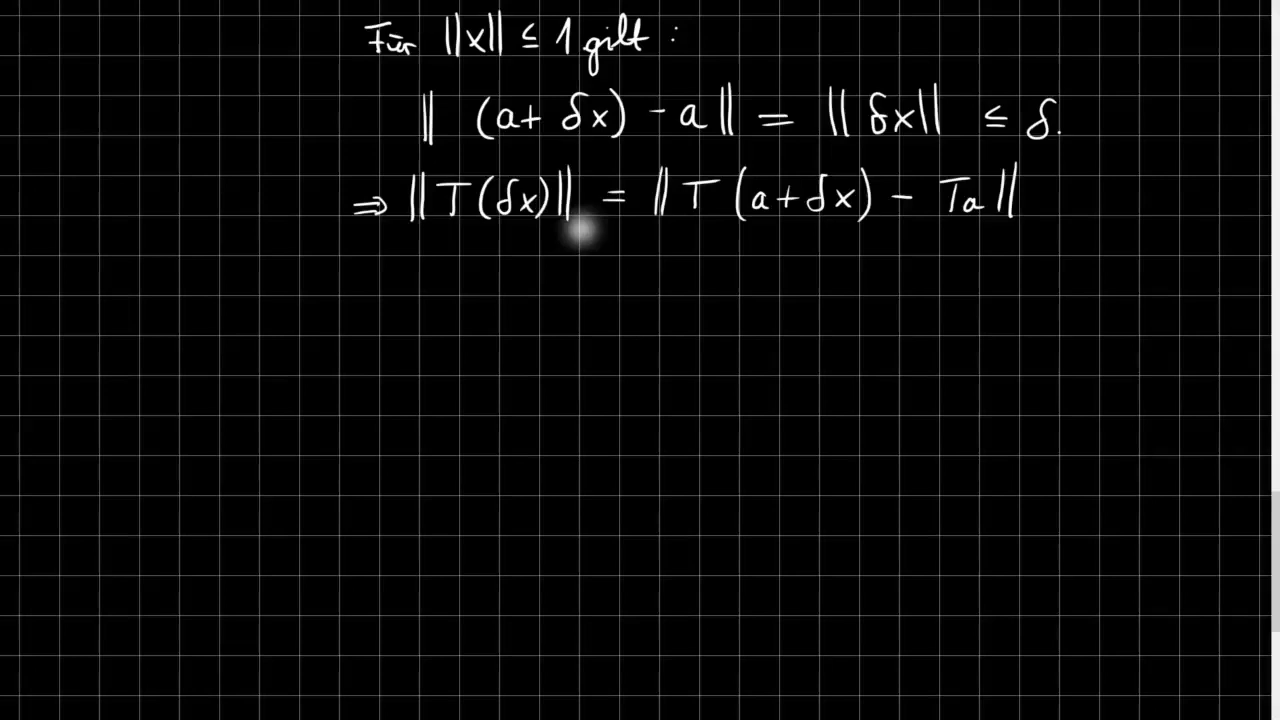 Für ||x|| ≤ 1 gilt :
|| (a + δx) - a || = || δx || ≤ δ.
⇒ || T(δx) || = || T(a + δx) - Ta ||